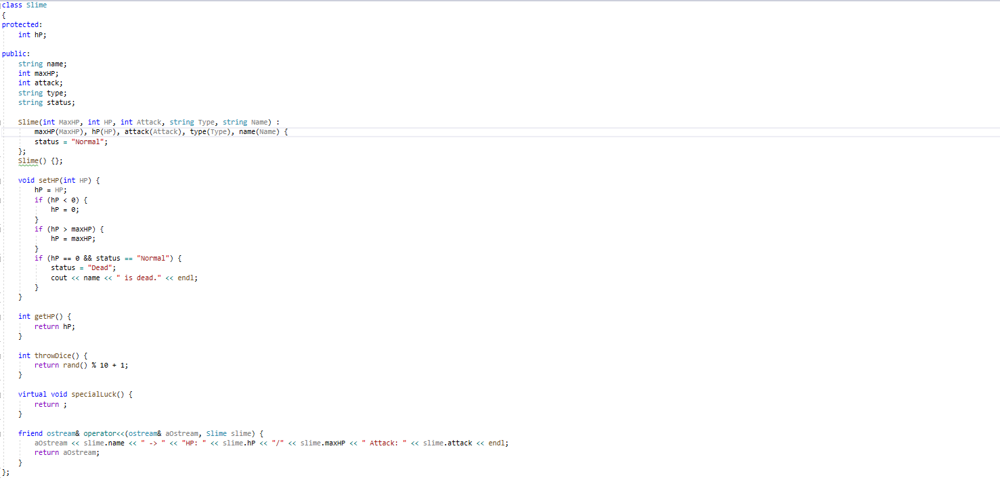 class Slime
{
protected:
    int hP;

public:
    string name;
    int maxHP;
    int attack;
    string type;
    string status;

    Slime(int MaxHP, int HP, int Attack, string Type, string Name) :
        maxHP(MaxHP), hP(HP), attack(Attack), type(Type), name(Name) {
        status = "Normal";
    };
    Slime() {};

    void setHP(int HP) {
        hP = HP;
        if (hP < 0) {
            hP = 0;
        }
        if (hP > maxHP) {
            hP = maxHP;
        }
        if (hP == 0 && status == "Normal") {
            status = "Dead";
            cout << name << " is dead." << endl;
        }
    }

    int getHP() {
        return hP;
    }

    int throwDice() {
        return rand() % 10 + 1;
    }

    virtual void specialLuck() {
        return ;
    }

    friend ostream& operator<<(ostream& aOstream, Slime slime) {
        aOstream << slime.name << " -> " << "HP: " << slime.hP << "/" << slime.maxHP << " Attack: " << slime.attack << endl;
        return aOstream;
    }
};